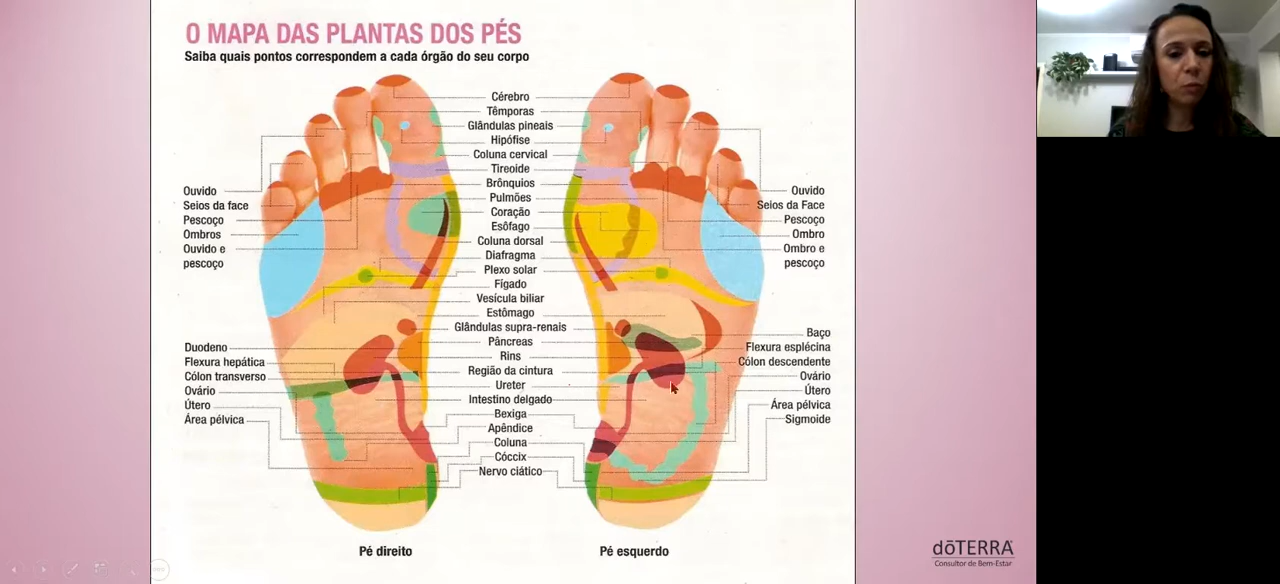 O MAPA DAS PLANTAS DOS PÉS
Saiba quais pontos correspondem a cada órgão do seu corpo
Ouvido
Seios da face
Pescoço
Ombros
Ouvido e
pescoço
Duodeno
Flexura hepática
Cólon transverso
Ovário
Útero
Área pélvica
Cérebro
Têmporas
Glândulas pineais
Hipófise
Coluna cervical
Tireoide
Brônquios
Pulmões
Coração
Esôfago
Coluna dorsal
Diafragma
Plexo solar
Fígado
Vesícula biliar
Estômago
Glândulas supra-renais
Pâncreas
Rins
Região da cintura
Ureter
Intestino delgado
Bexiga
Apêndice
Coluna
Cóccix
Nervo ciático
Ouvido
Seios da Face
Pescoço
Ombro
Ombro e
pescoço
Baço
Flexura esplécina
Cólon descendente
Ovário
Útero
Área pélvica
Sigmoide
Pé direito
Pé esquerdo
dōTERRA
Consultor de Bem-Estar